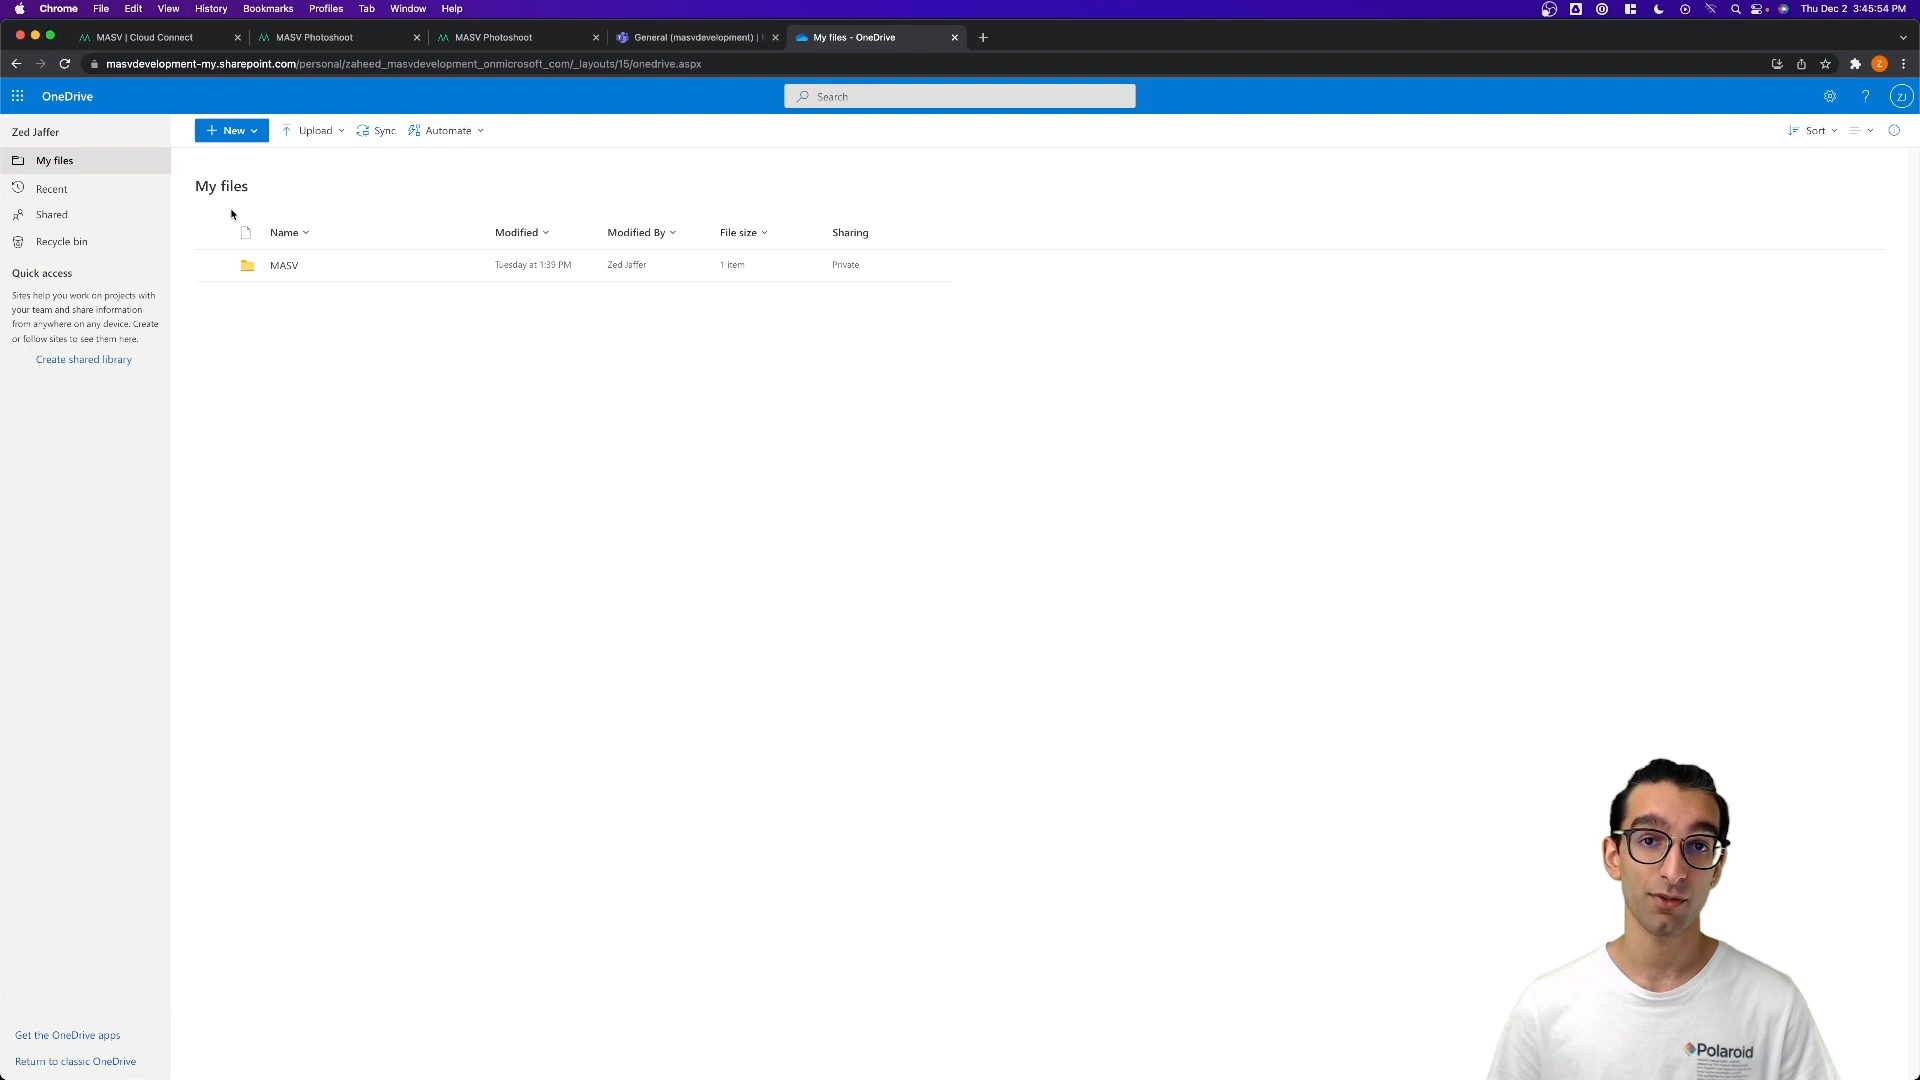 Chrome File Edit View History Bookmarks Profiles Tab Window Help
Thu Dec 2 3:45:54 PM
MASV | Cloud Connect
MASV Photoshoot
MASV Photoshoot
General (masvdevelopment) |
My files - OneDrive
masvdevelopment-my.sharepoint.com/personal/zaheed_masvdevelopment_onmicrosoft_com/_layouts/15/onedrive.aspx
Z
OneDrive
Search
?
ZJ
Zed Jaffer
New
Upload
Sync
Automate
Sort
My files
Recent
Shared
Recycle bin
Quick access
Sites help you work on projects with
your team and share information
from anywhere on any device. Create
or follow sites to see them here.
Create shared library
My files
Name Modified Modified By File size Sharing
MASV Tuesday at 1:39 PM Zed Jaffer 1 item Private
Get the OneDrive apps
Return to classic OneDrive
Polaroid